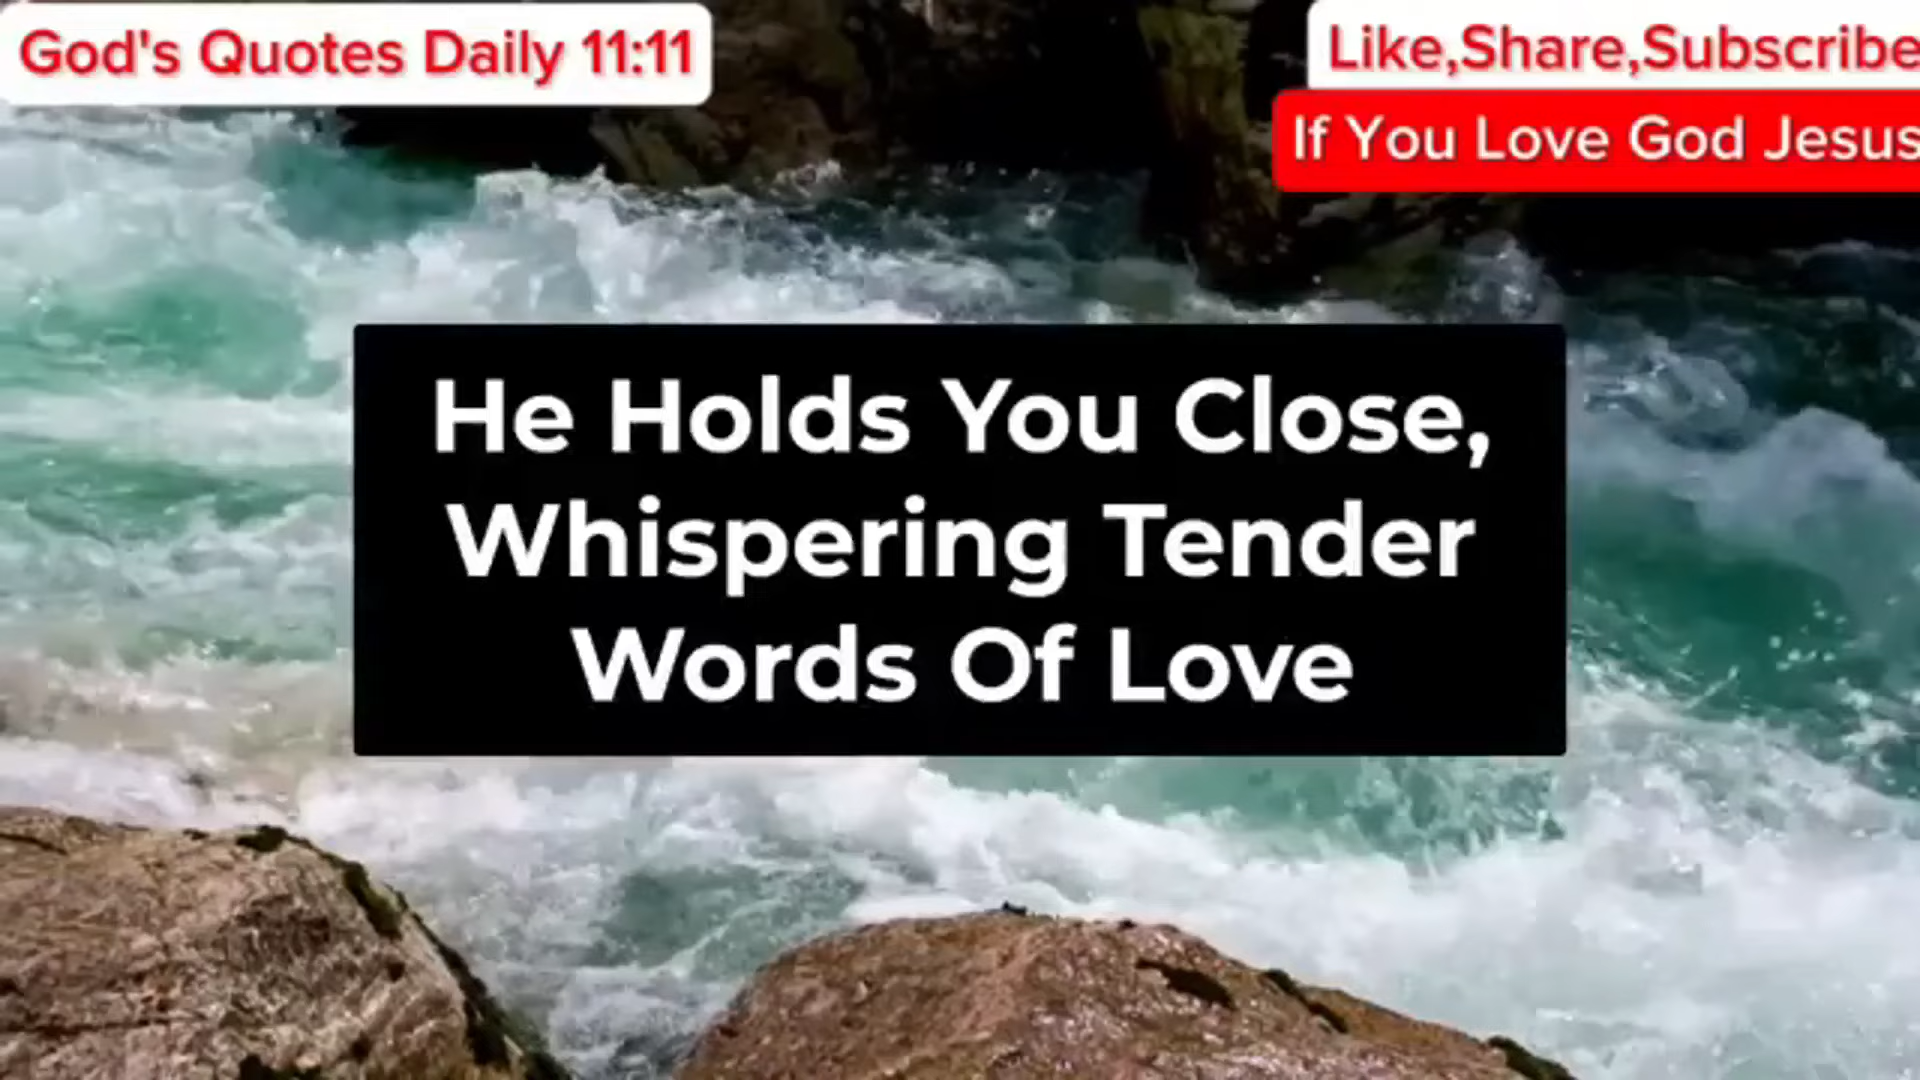 God's Quotes Daily 11:11
Like,Share,Subscribe
If You Love God Jesus
He Holds You Close,
Whispering Tender
Words Of Love